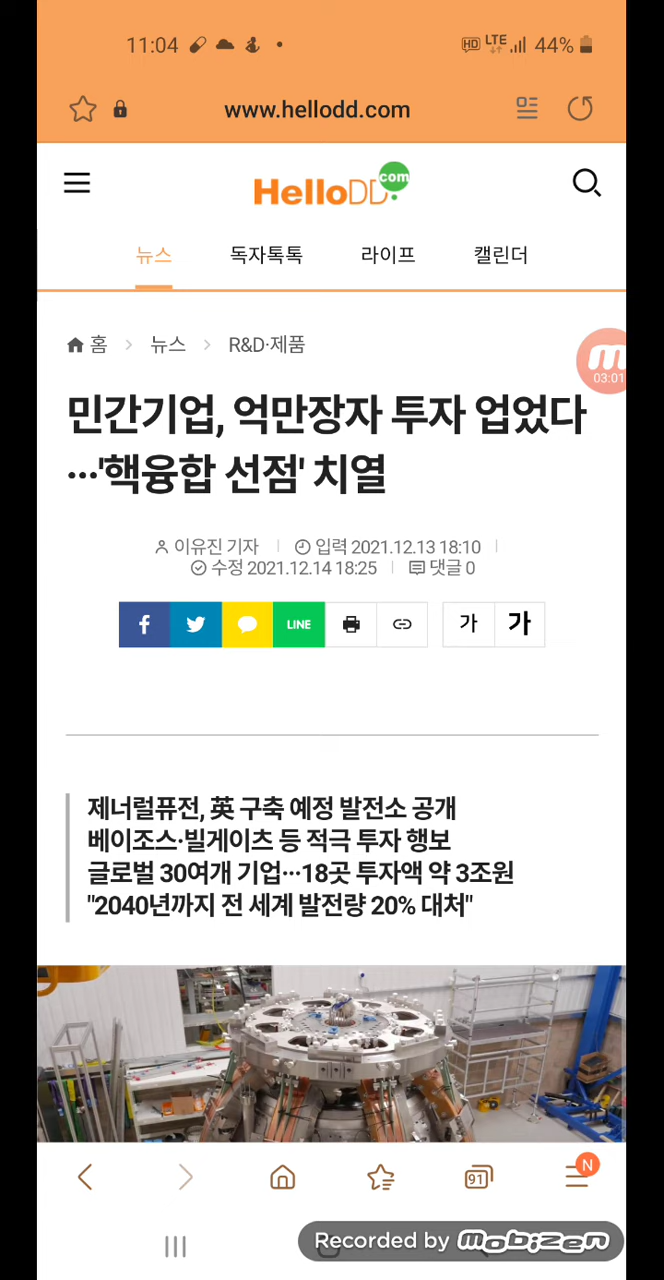 11:04 HD LTE 44%
www.hellodd.com
HelloDD.com
뉴스 독자톡톡 라이프 캘린더
홈 > 뉴스 > R&D·제품
03:01
민간기업, 억만장자 투자 업었다
…'핵융합 선점' 치열
이유진 기자 입력 2021.12.13 18:10
수정 2021.12.14 18:25 댓글 0
f LINE 가 가
제너럴퓨전, 英 구축 예정 발전소 공개
베이조스·빌게이츠 등 적극 투자 행보
글로벌 30여개 기업…18곳 투자액 약 3조원
"2040년까지 전 세계 발전량 20% 대처"
91 N
Recorded by mobizen